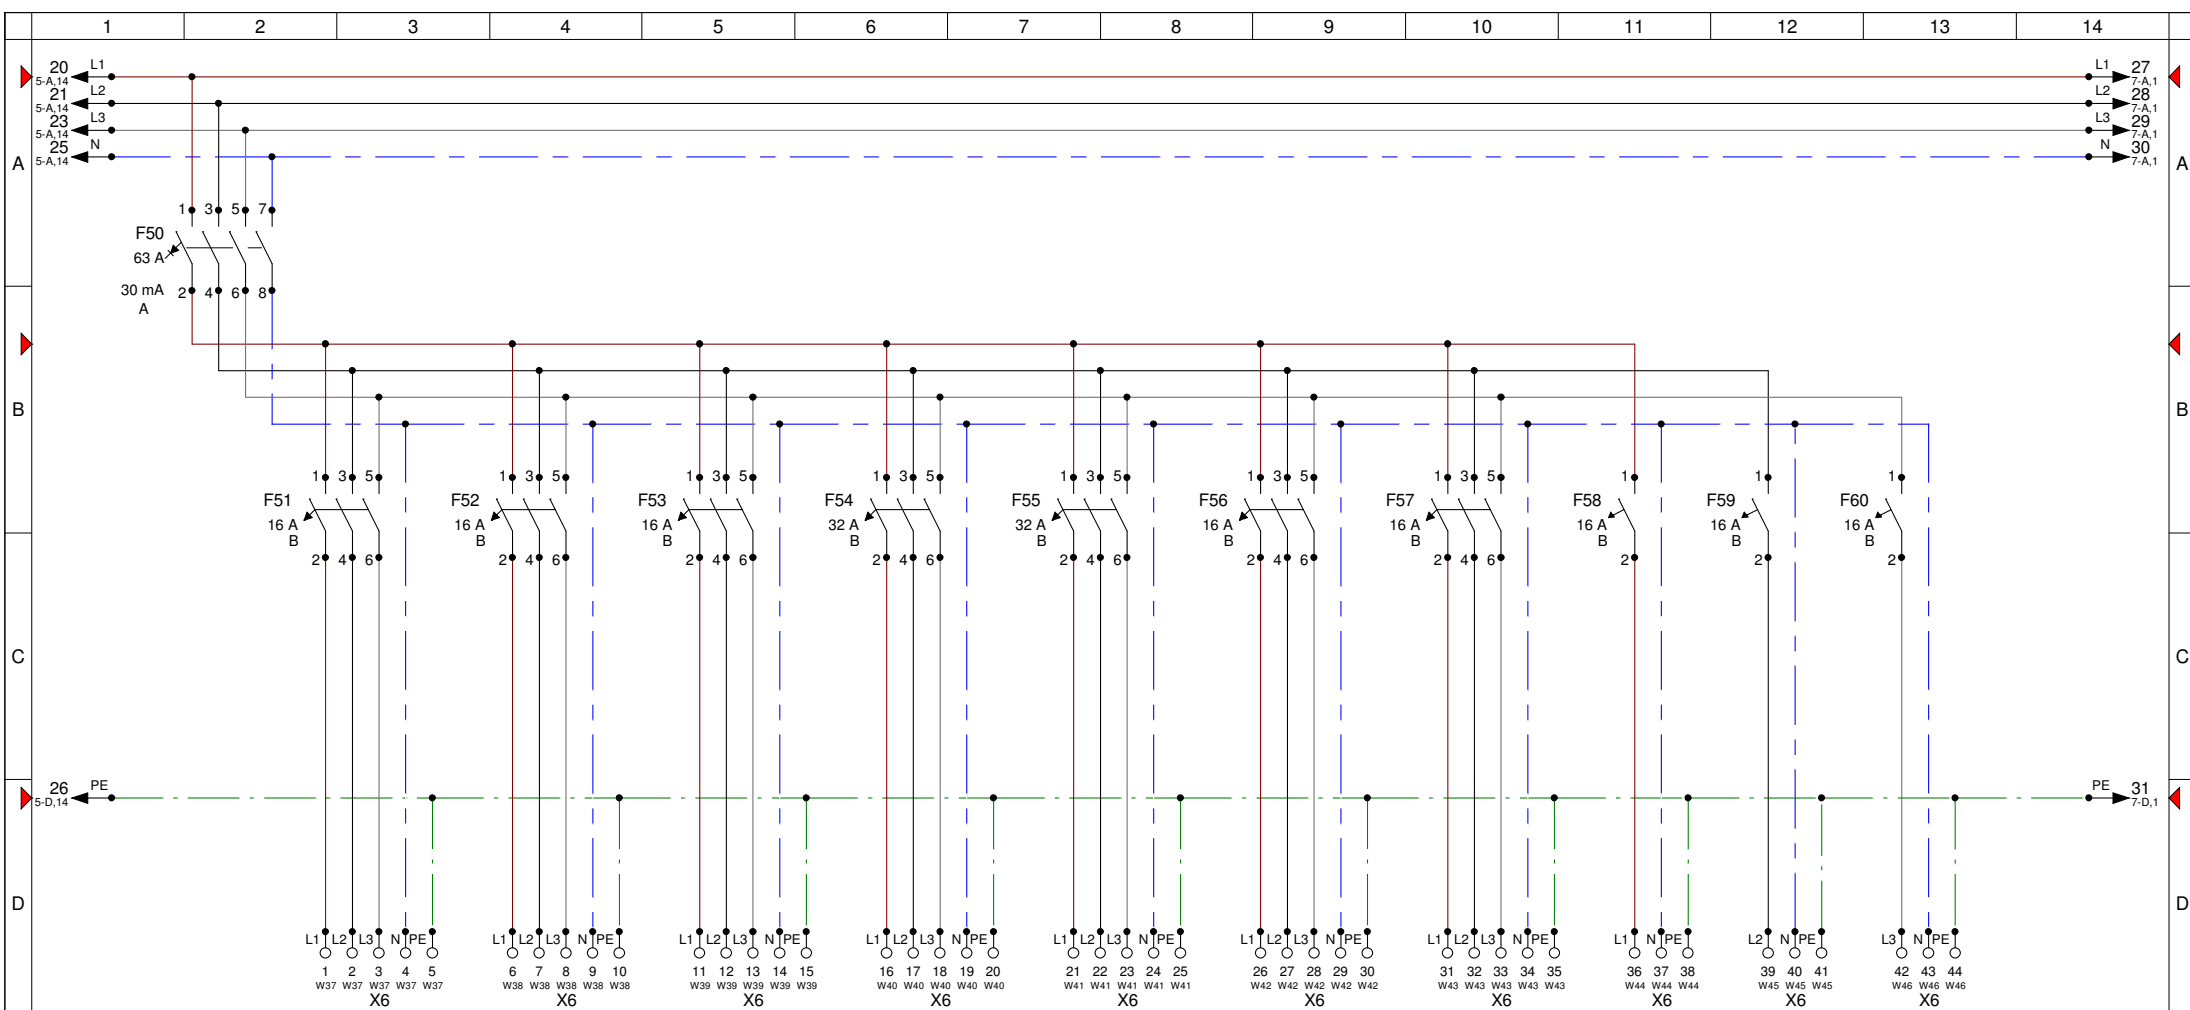 1 2 3 4 5 6 7 8 9 10 11 12 13 14
20 L1 L1 27
5-A,14 7-A,1
21 L2 L2 28
5-A,14 7-A,1
23 L3 L3 29
5-A,14 7-A,1
25 N N 30
5-A,14 7-A,1
A A
1 3 5 7
F50
63 A
30 mA 2 4 6 8
A
B B
1 3 5 1 3 5 1 3 5 1 3 5 1 3 5 1 3 5 1 3 5 1 1 1
F51 F52 F53 F54 F55 F56 F57 F58 F59 F60
16 A 16 A 16 A 32 A 32 A 16 A 16 A 16 A 16 A 16 A
B B B B B B B B B B
2 4 6 2 4 6 2 4 6 2 4 6 2 4 6 2 4 6 2 4 6 2 2 2
C C
26 PE PE 31
5-D,14 7-D,1
D D
L1 L2 L3 N PE L1 L2 L3 N PE L1 L2 L3 N PE L1 L2 L3 N PE L1 L2 L3 N PE L1 L2 L3 N PE L1 L2 L3 N PE L1 N PE L2 N PE L3 N PE
1 2 3 4 5 6 7 8 9 10 11 12 13 14 15 16 17 18 19 20 21 22 23 24 25 26 27 28 29 30 31 32 33 34 35 36 37 38 39 40 41 42 43 44
W37 W37 W37 W37 W37 W38 W38 W38 W38 W38 W39 W39 W39 W39 W39 W40 W40 W40 W40 W40 W41 W41 W41 W41 W41 W42 W42 W42 W42 W42 W43 W43 W43 W43 W43 W44 W44 W44 W45 W45 W45 W46 W46 W46
X6 X6 X6 X6 X6 X6 X6 X6 X6 X6